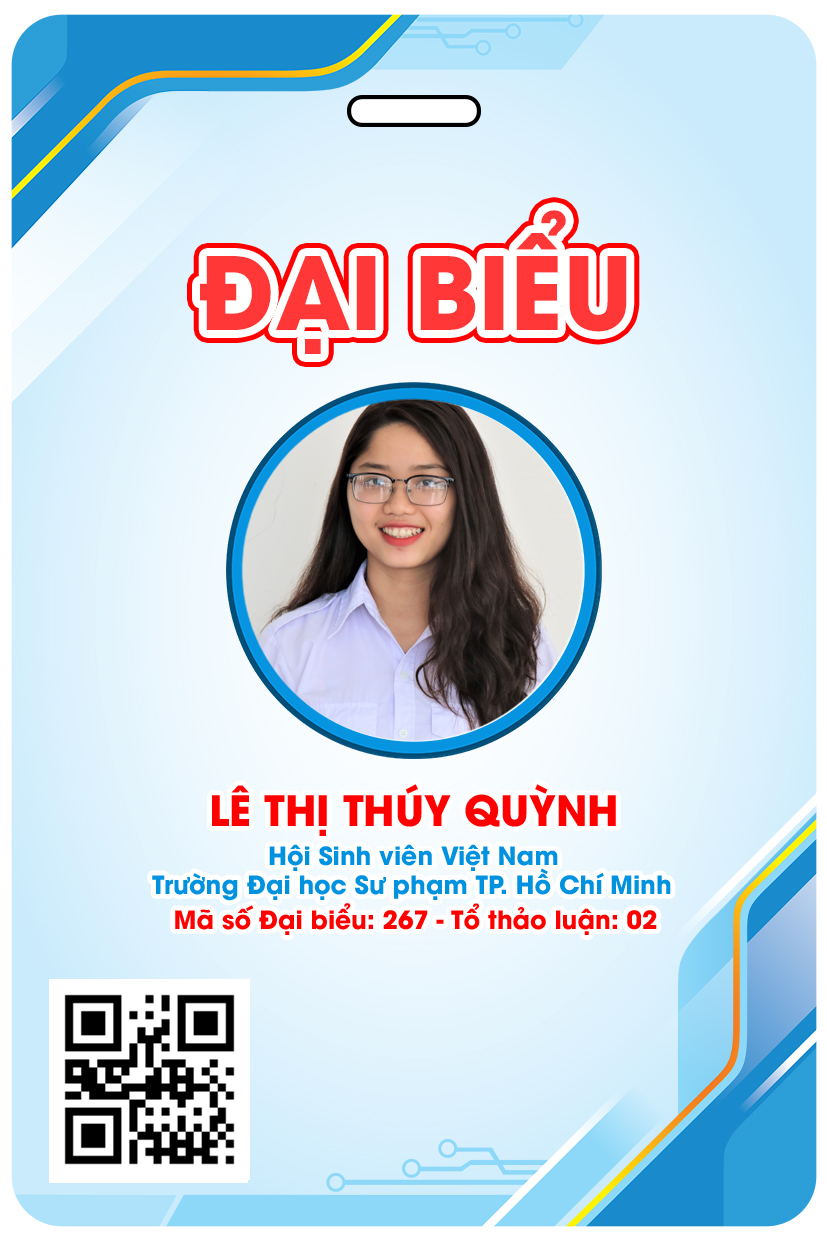 ĐẠI BIỂU
LÊ THỊ THÚY QUỲNH
Hội Sinh viên Việt Nam
Trường Đại học Sư phạm TP. Hồ Chí Minh
Mã số Đại biểu: 267 - Tổ thảo luận: 02